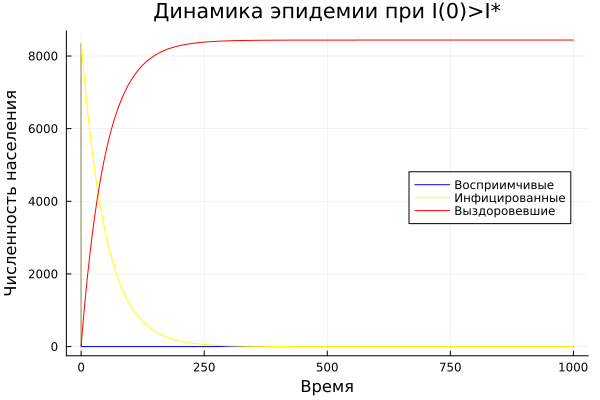 Динамика эпидемии при I(0)>I*
Численность населения
8000
6000
4000
2000
0
Восприимчивые
Инфицированные
Выздоровевшие
0 250 500 750 1000
Время